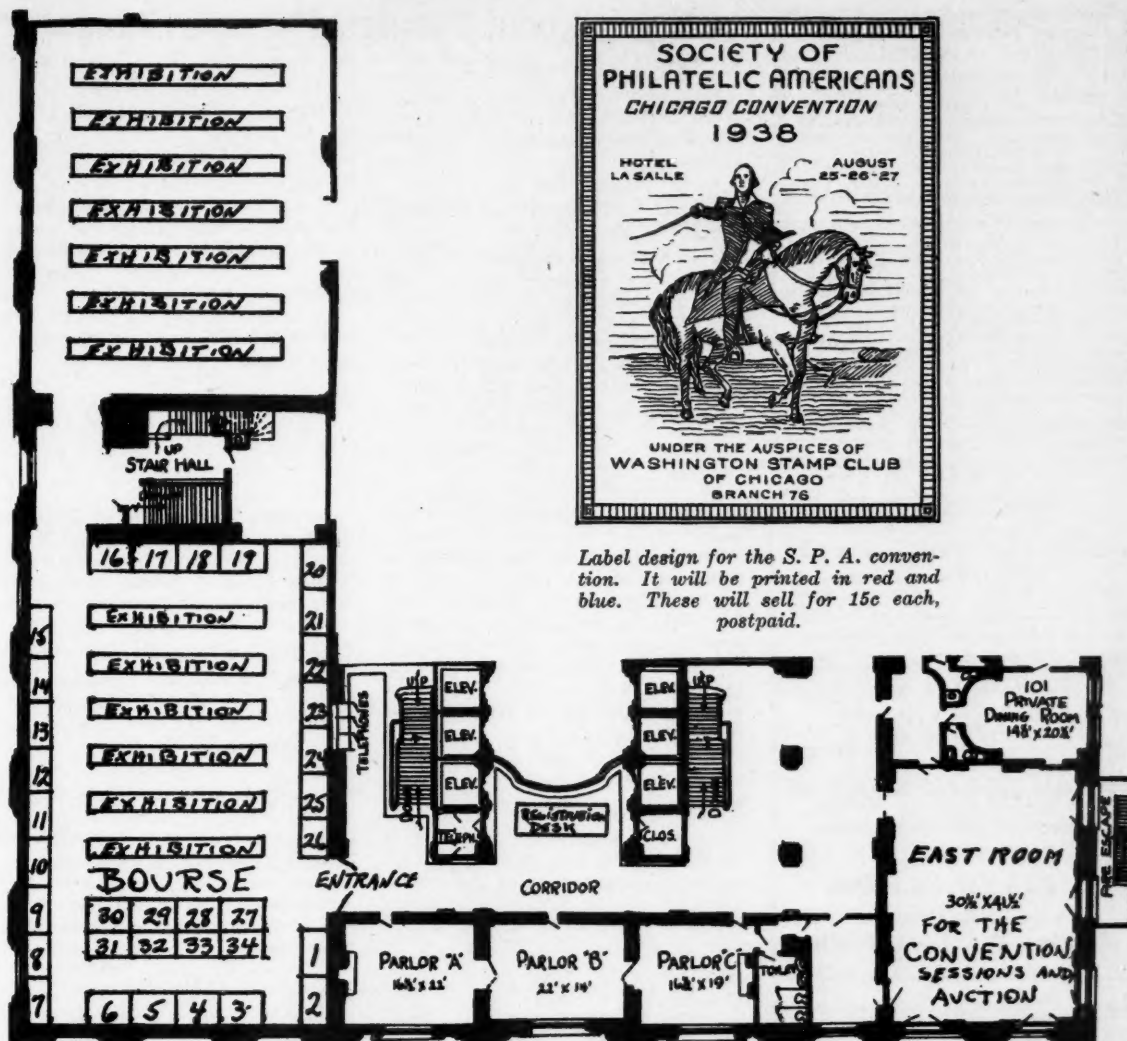 EXHIBITION
EXHIBITION
EXHIBITION
EXHIBITION
EXHIBITION
EXHIBITION
EXHIBITION
UP
STAIR HALL
SOCIETY OF
PHILATELIC AMERICANS
CHICAGO CONVENTION
1938
HOTEL
LA SALLE
AUGUST
25-26-27
UNDER THE AUSPICES OF
WASHINGTON STAMP CLUB
OF CHICAGO
BRANCH 76
Label design for the S. P. A. conven-
tion. It will be printed in red and
blue. These will sell for 15c each,
postpaid.
16 17 18 19
20
21
22
23
24
25
26
15
14
13
12
11
10
9
8
7
EXHIBITION
EXHIBITION
EXHIBITION
EXHIBITION
EXHIBITION
EXHIBITION
BOURSE
30 29 28 27
31 32 33 34
6 5 4 3
1
2
ENTRANCE
TELEPHONES
UP
DOWN
ELEV.
ELEV.
ELEV.
TELEPH.
REGISTRATION
DESK
ELEV.
ELEV.
ELEV.
CLOS.
UP
CORRIDOR
PARLOR "A"
PARLOR "B"
22' x 14'
PARLOR "C"
TOILET
101
PRIVATE
DINING ROOM
FIRE ESCAPE
EAST ROOM
30½' X 41½'
FOR THE
CONVENTION
SESSIONS AND
AUCTION